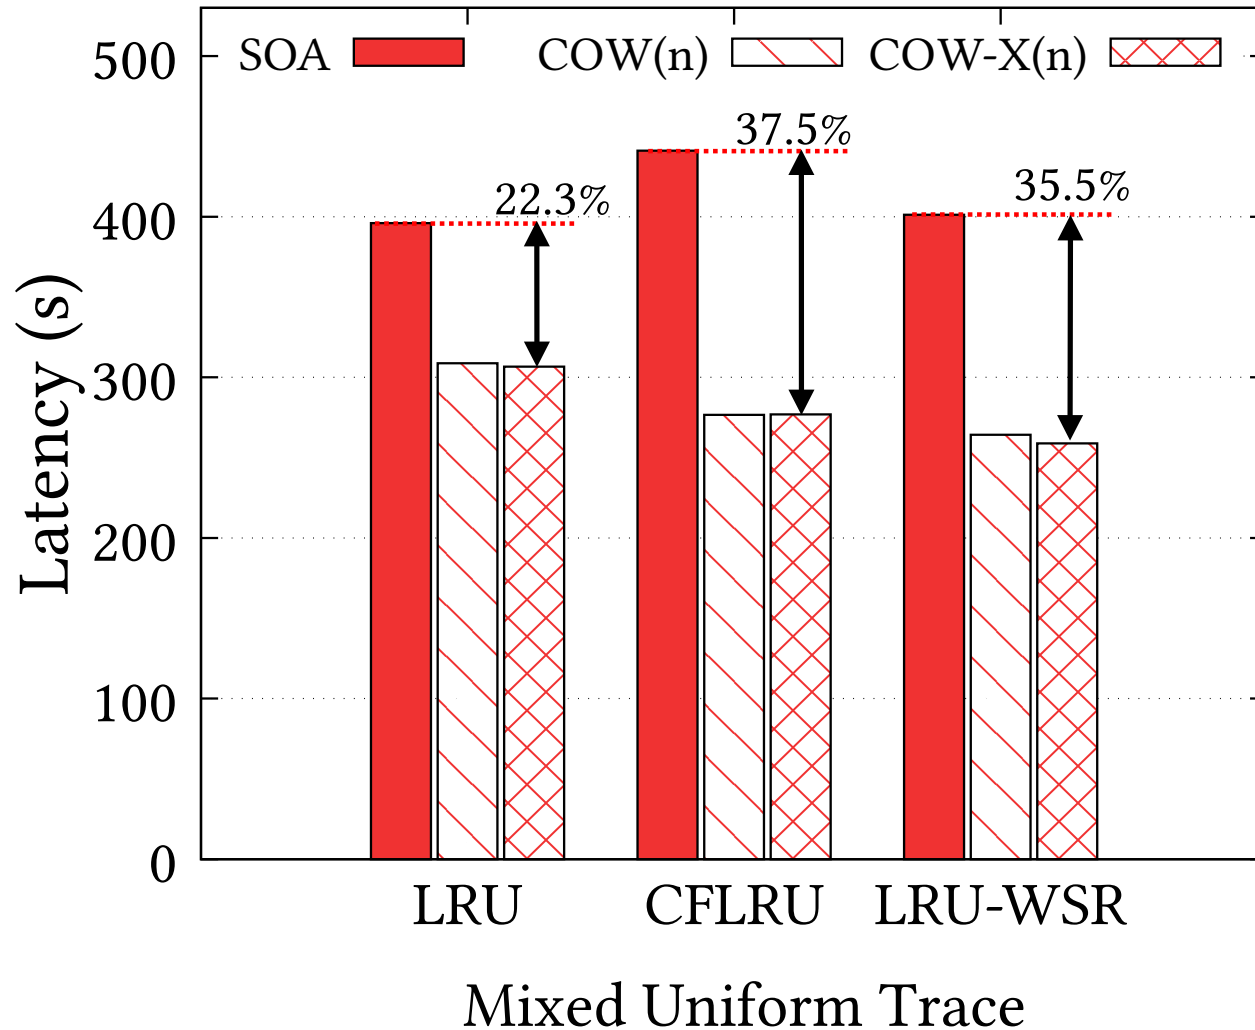 SOA COW(n) COW-X(n)
500
400
300
200
100
0
Latency (s)
22.3%
37.5%
35.5%
LRU CFLRU LRU-WSR
Mixed Uniform Trace